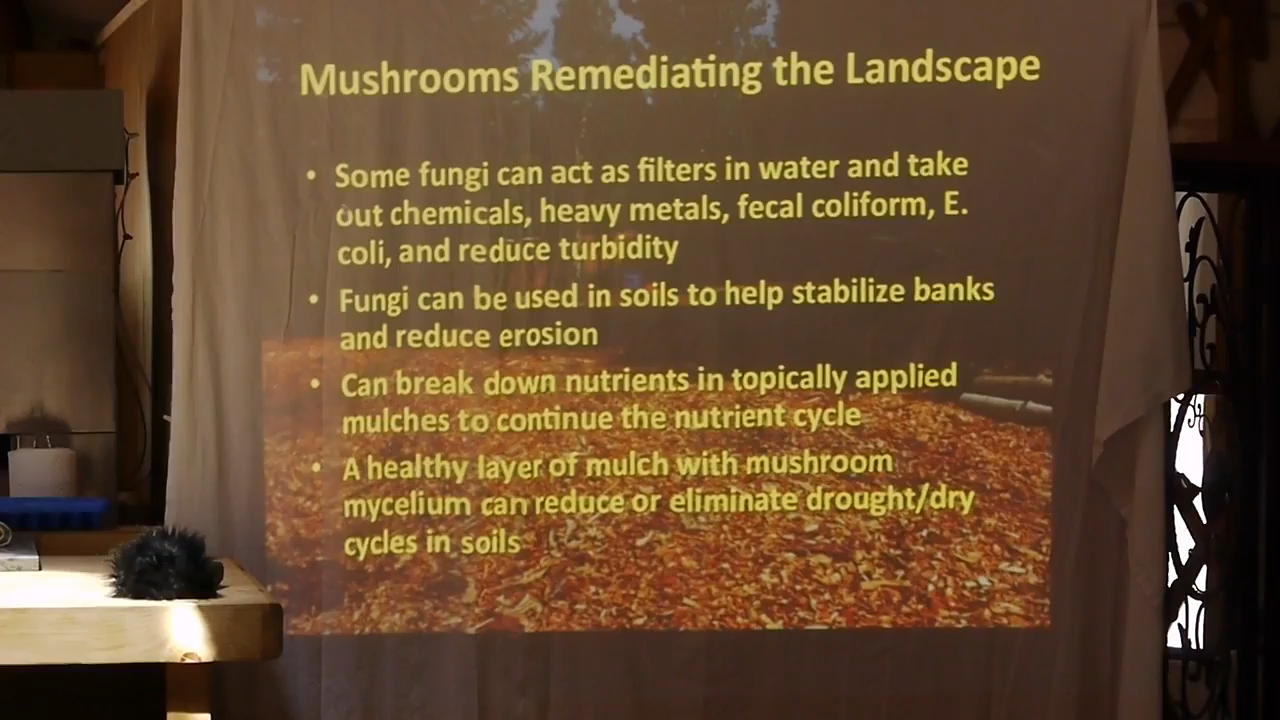 Mushrooms Remediating the Landscape
• Some fungi can act as filters in water and take
out chemicals, heavy metals, fecal coliform, E.
coli, and reduce turbidity
• Fungi can be used in soils to help stabilize banks
and reduce erosion
• Can break down nutrients in topically applied
mulches to continue the nutrient cycle
• A healthy layer of mulch with mushroom
mycelium can reduce or eliminate drought/dry
cycles in soils